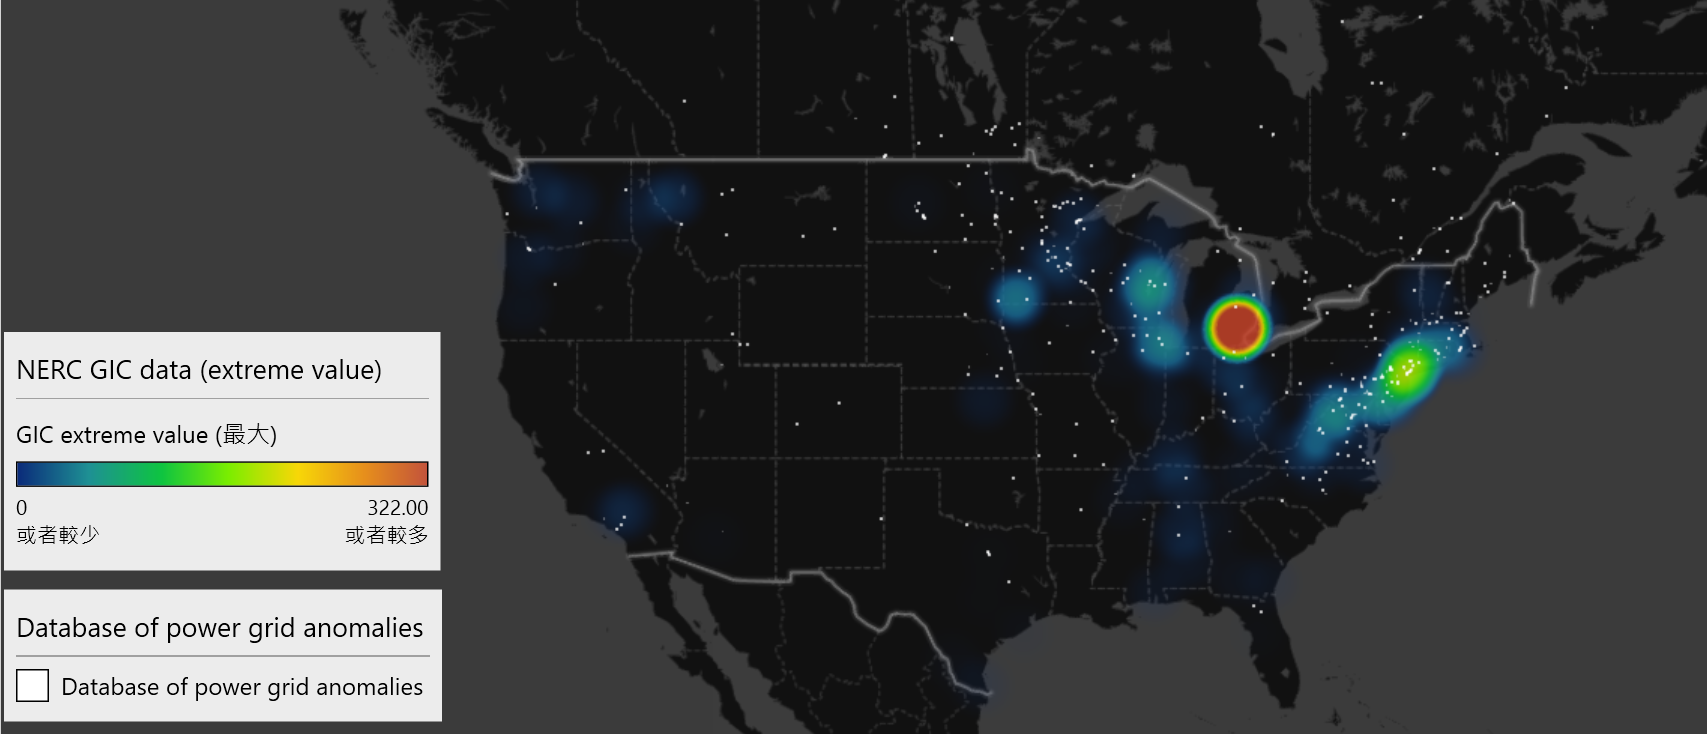 NERC GIC data (extreme value)
GIC extreme value (最大)
0 322.00
或者較少 或者較多
Database of power grid anomalies
Database of power grid anomalies